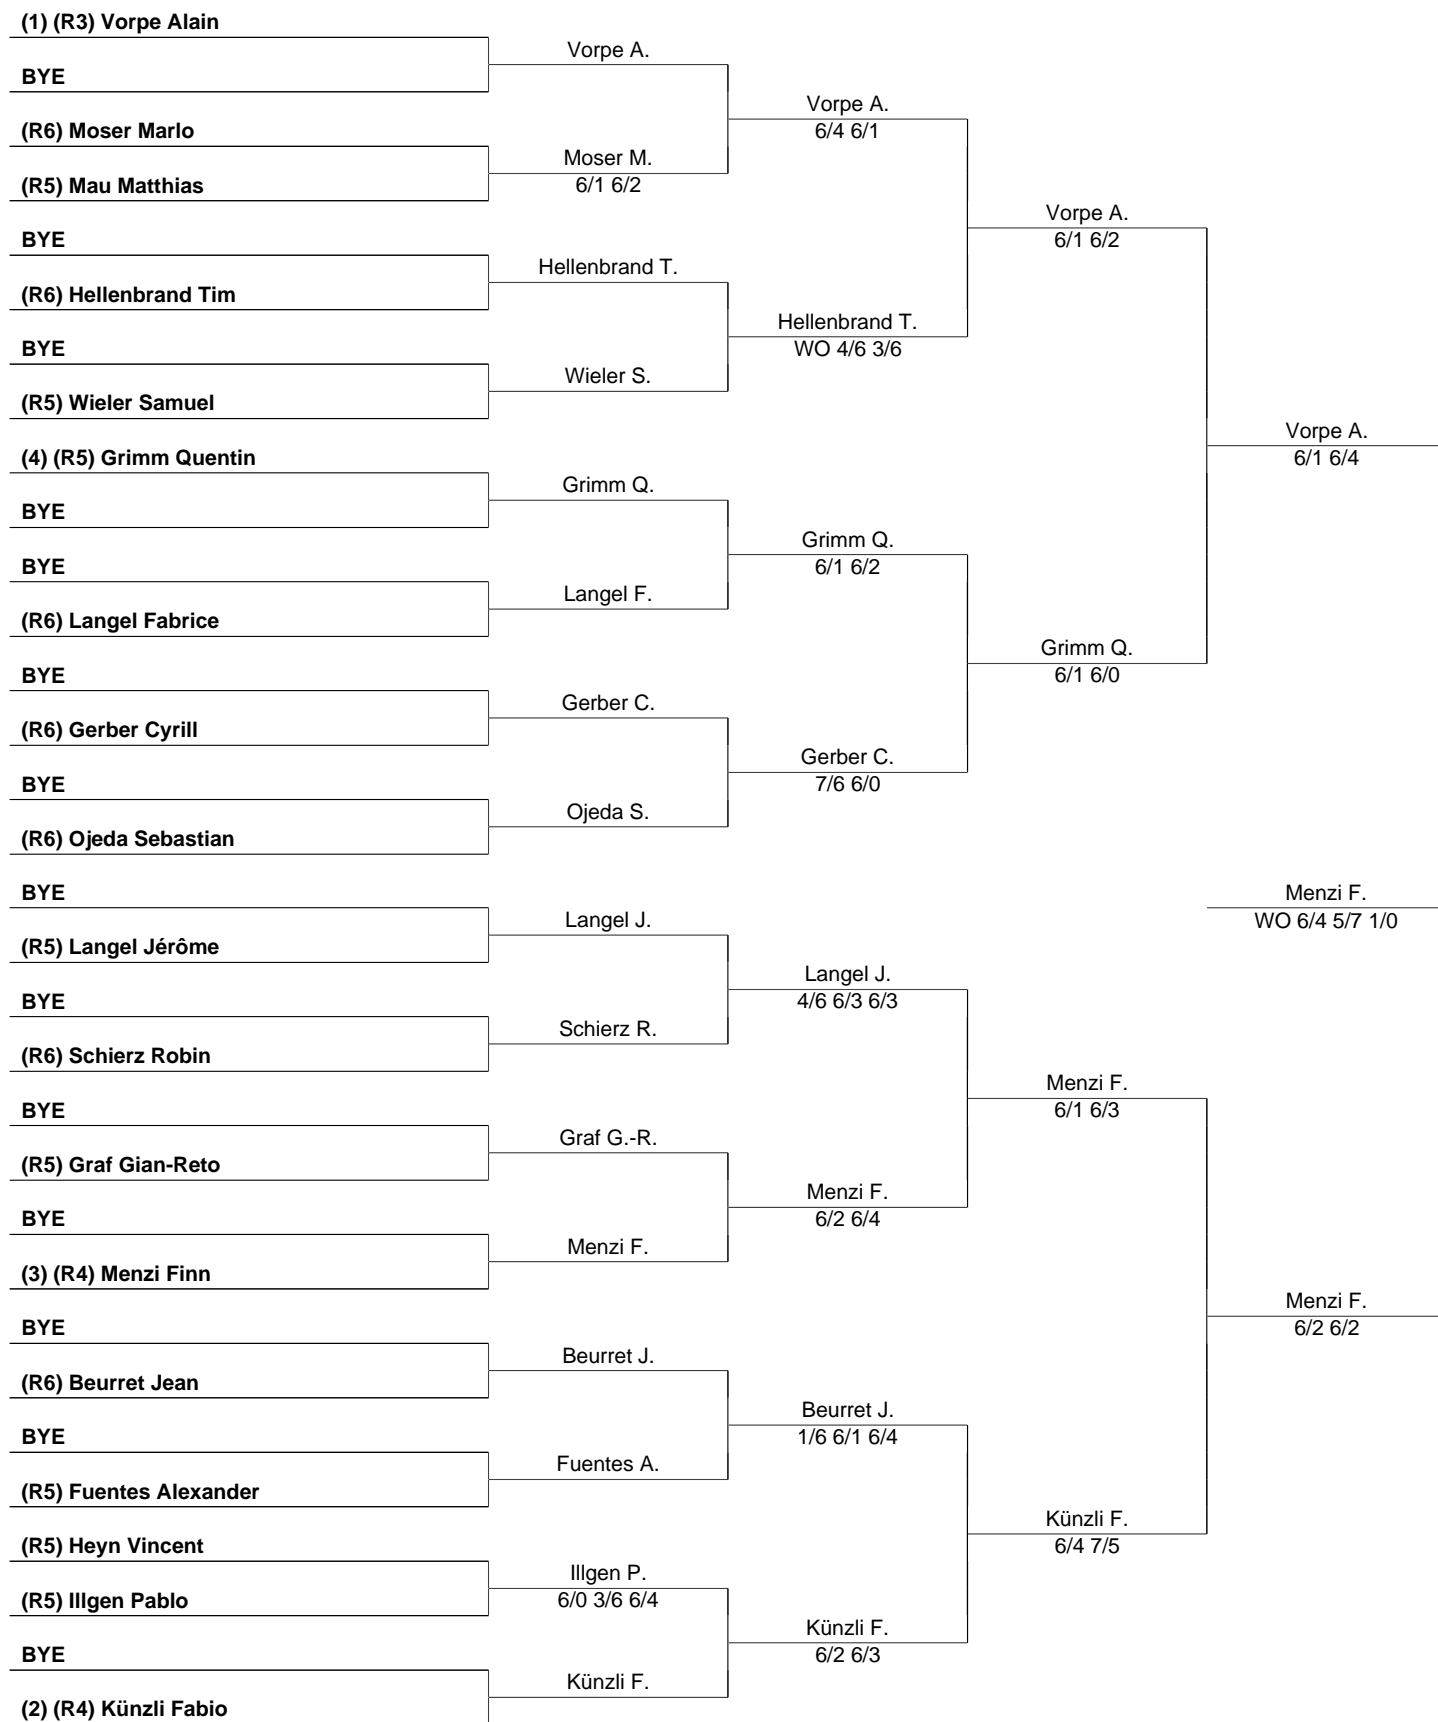 (1) (R3) Vorpe Alain
Vorpe A.
BYE
Vorpe A.
6/4 6/1
(R6) Moser Marlo
Moser M.
6/1 6/2
(R5) Mau Matthias
Vorpe A.
6/1 6/2
BYE
Hellenbrand T.
(R6) Hellenbrand Tim
Hellenbrand T.
WO 4/6 3/6
BYE
Wieler S.
(R5) Wieler Samuel
Vorpe A.
6/1 6/4
(4) (R5) Grimm Quentin
Grimm Q.
BYE
Grimm Q.
6/1 6/2
BYE
Langel F.
(R6) Langel Fabrice
Grimm Q.
6/1 6/0
BYE
Gerber C.
(R6) Gerber Cyrill
Gerber C.
7/6 6/0
BYE
Ojeda S.
(R6) Ojeda Sebastian
BYE
Menzi F.
WO 6/4 5/7 1/0
Langel J.
(R5) Langel Jérôme
Langel J.
4/6 6/3 6/3
BYE
Schierz R.
(R6) Schierz Robin
Menzi F.
6/1 6/3
BYE
Graf G.-R.
(R5) Graf Gian-Reto
Menzi F.
6/2 6/4
BYE
Menzi F.
(3) (R4) Menzi Finn
Menzi F.
6/2 6/2
BYE
Beurret J.
(R6) Beurret Jean
Beurret J.
1/6 6/1 6/4
BYE
Fuentes A.
(R5) Fuentes Alexander
Künzli F.
6/4 7/5
(R5) Heyn Vincent
Illgen P.
6/0 3/6 6/4
(R5) Illgen Pablo
Künzli F.
6/2 6/3
BYE
Künzli F.
(2) (R4) Künzli Fabio